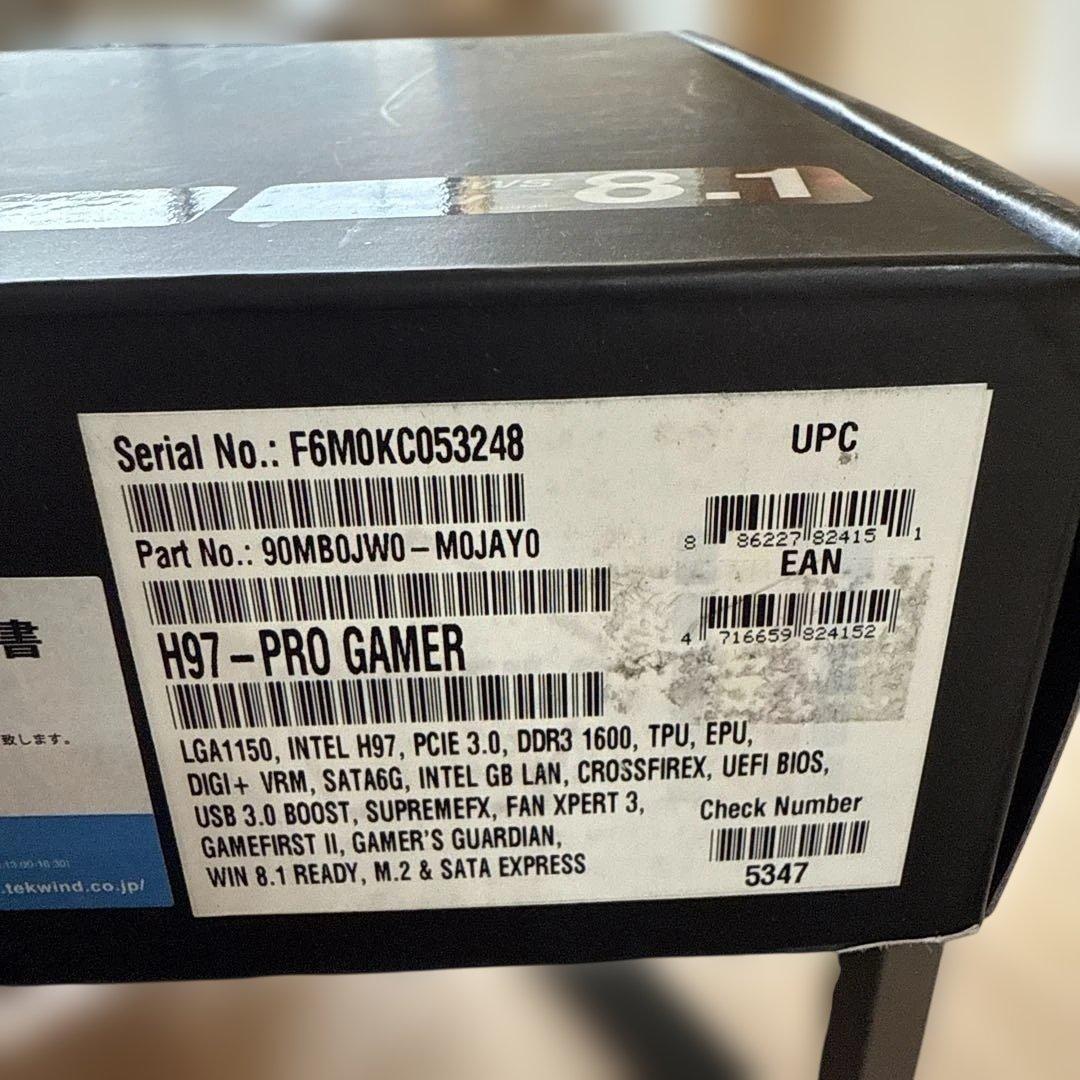 8.1
Serial No.: F6M0KC053248
UPC
8 86227 82415 1
Part No.: 90MB0JW0-M0JAY0
EAN
4 716659 824152
H97-PRO GAMER
LGA1150, INTEL H97, PCIE 3.0, DDR3 1600, TPU, EPU,
DIGI+ VRM, SATA6G, INTEL GB LAN, CROSSFIREX, UEFI BIOS,
USB 3.0 BOOST, SUPREMEFX, FAN XPERT 3,
GAMEFIRST II, GAMER'S GUARDIAN,
WIN 8.1 READY, M.2 & SATA EXPRESS
Check Number
5347
書
致します。
.tekwind.co.jp/